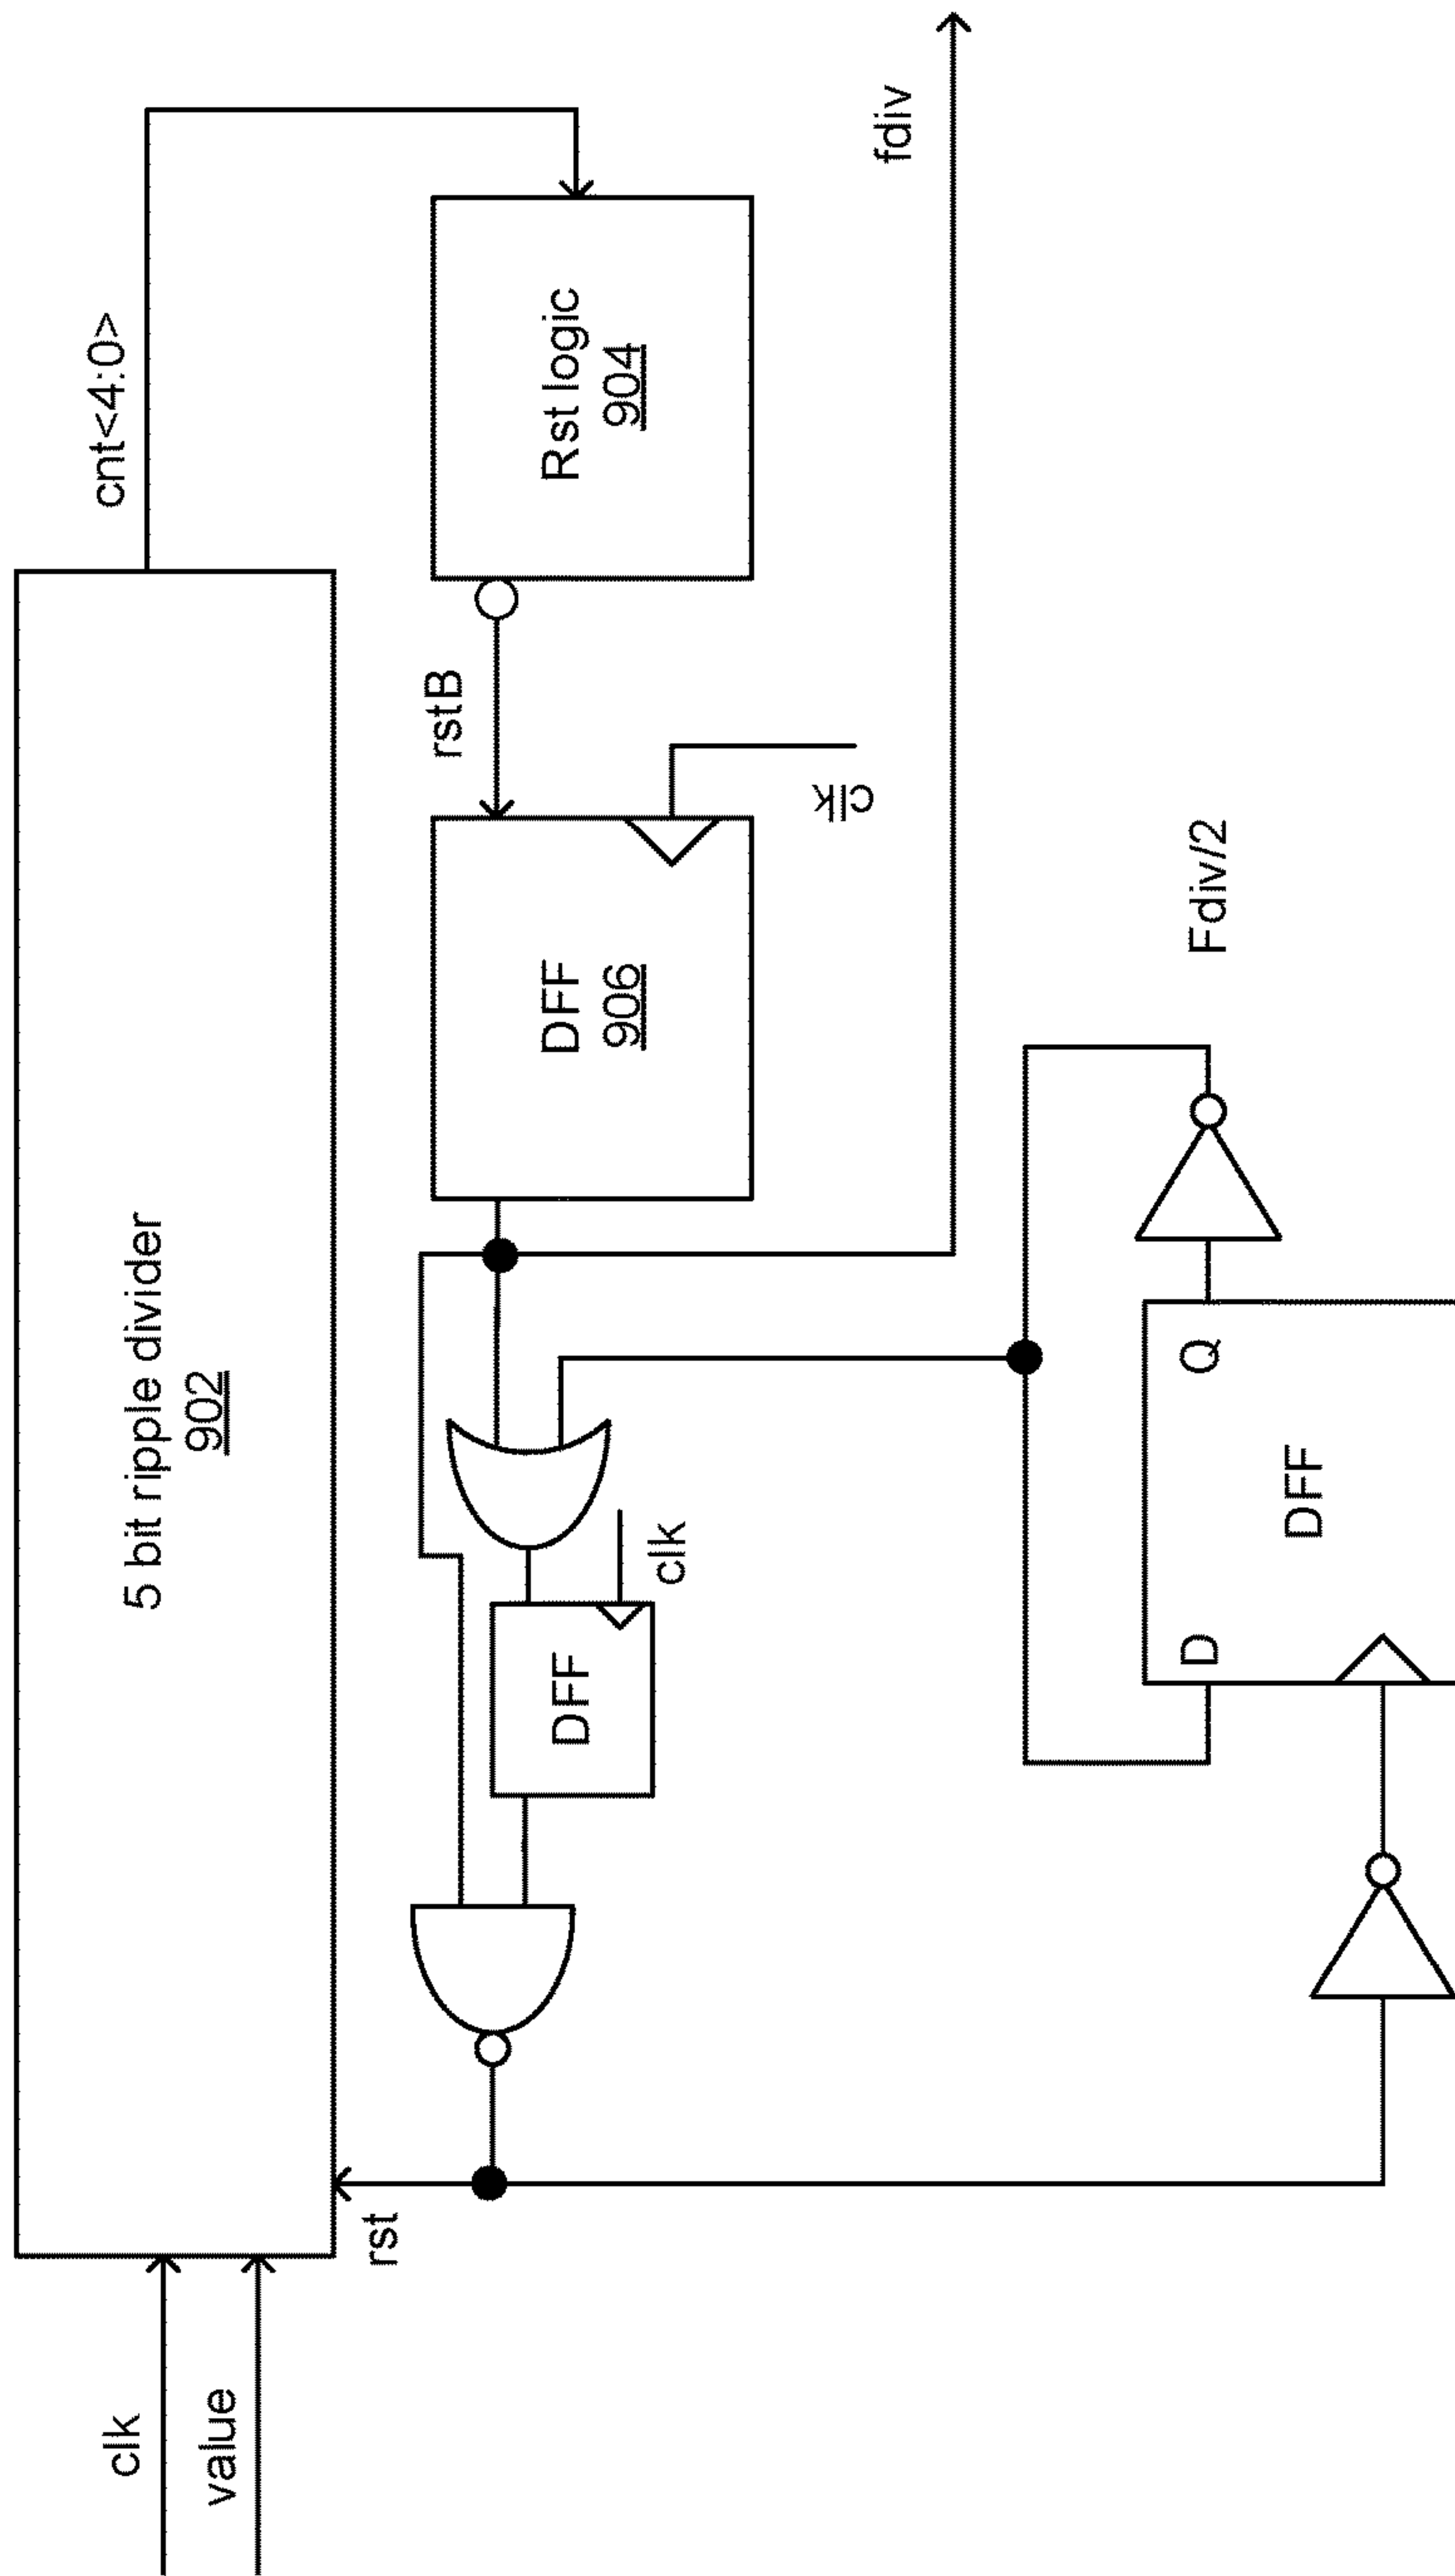 clk
value
5 bit ripple divider
902
cnt<4:0>
rst
rstB
Rst logic
904
DFF
906
clk
DFF
clk
fdiv
Fdiv/2
D
Q
DFF